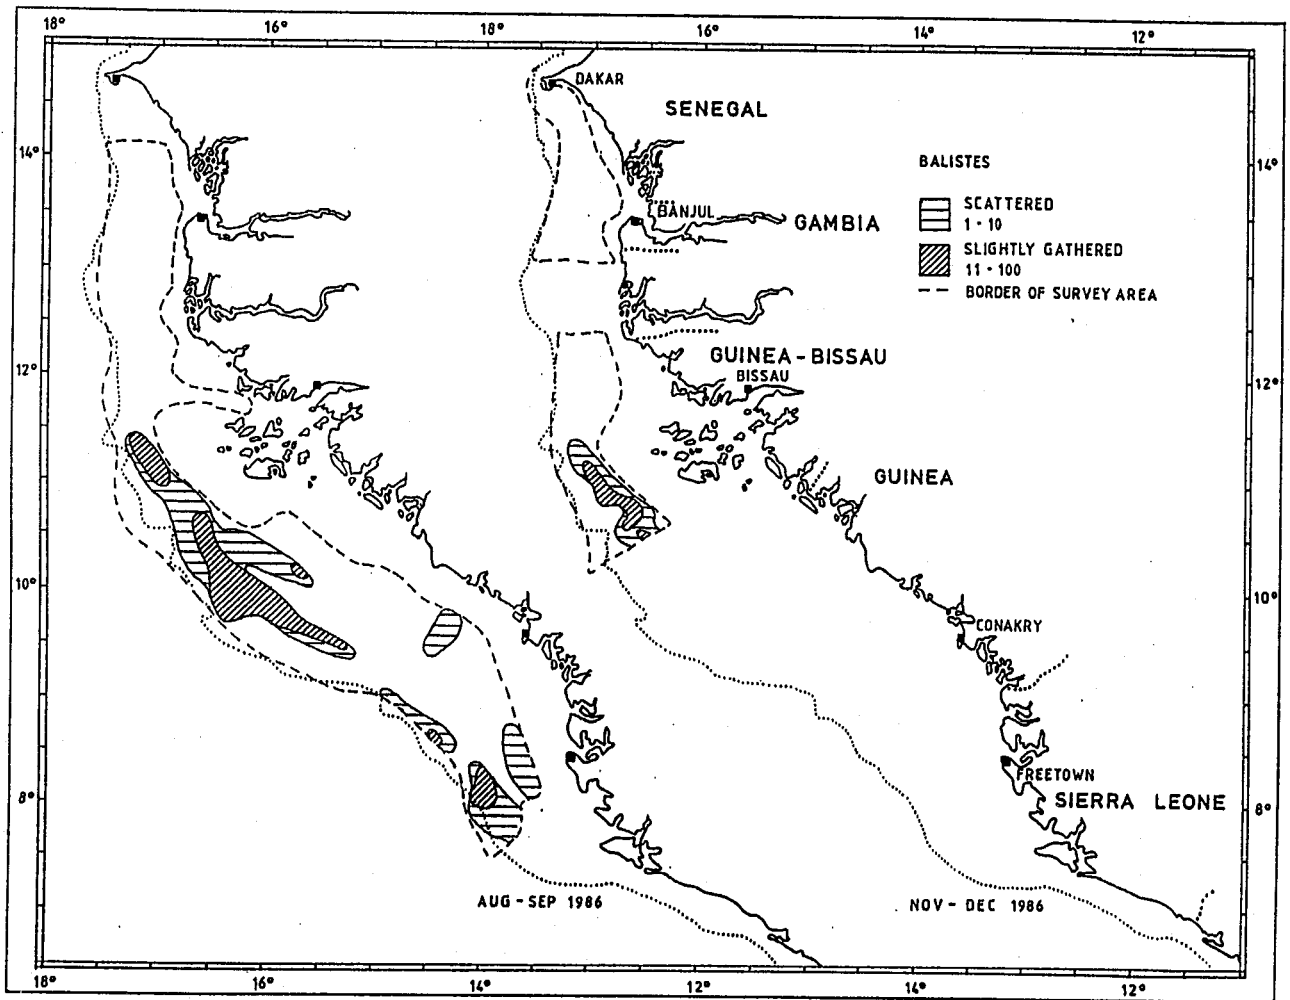 18° 16° 18° 16° 14° 12°
DAKAR
SENEGAL
14° 14°
BALISTES
SCATTERED
1 - 10
BANJUL
GAMBIA
SLIGHTLY GATHERED
11 - 100
BORDER OF SURVEY AREA
GUINEA - BISSAU
12° BISSAU 12°
GUINEA
10° 10°
CONAKRY
FREETOWN
8° SIERRA LEONE 8°
AUG - SEP 1986 NOV - DEC 1986
18° 16° 14° 16° 14° 12°